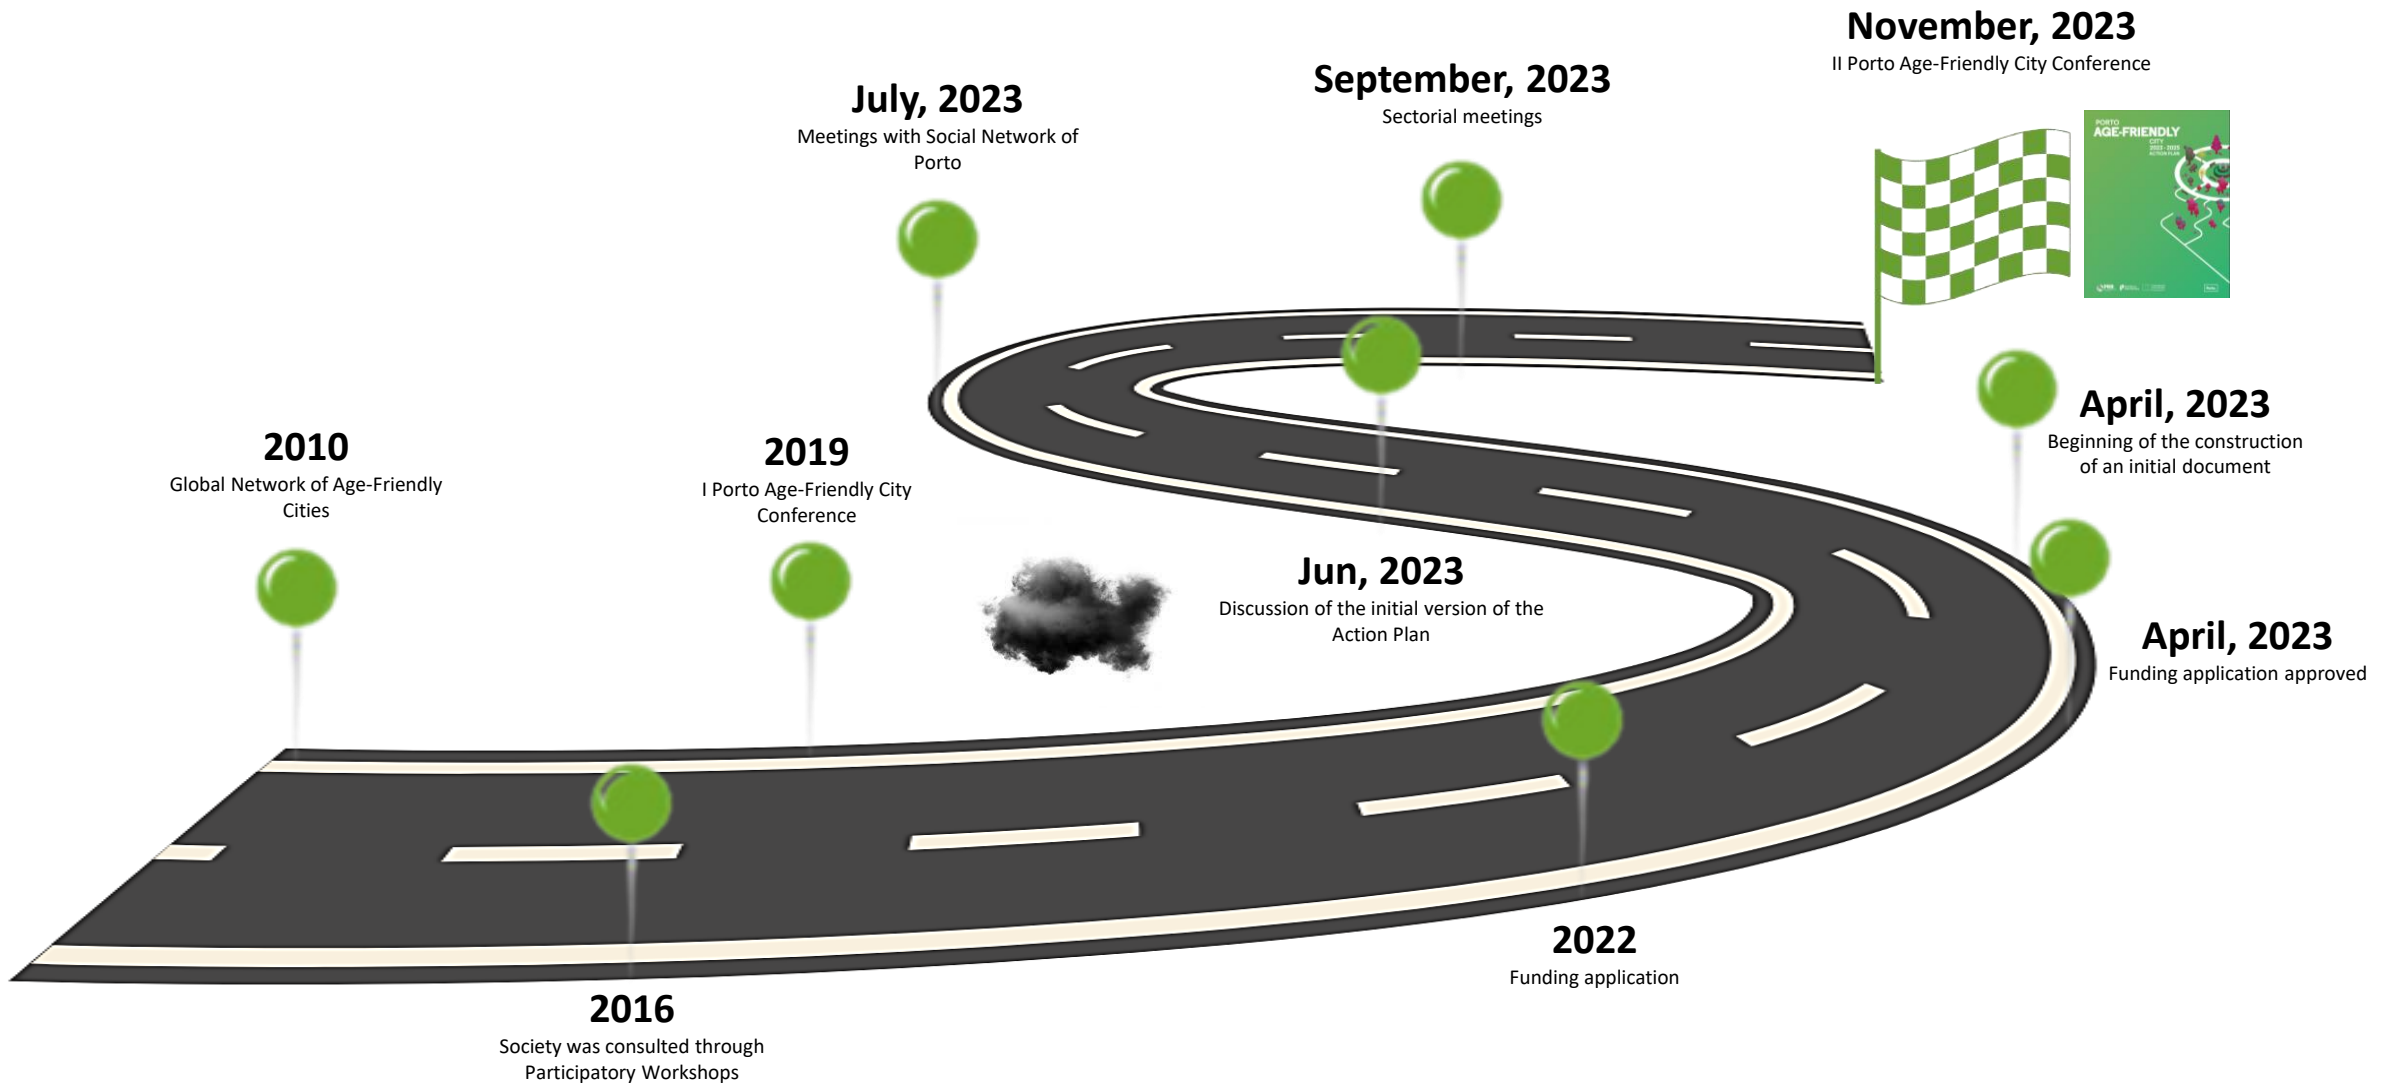 November, 2023
II Porto Age-Friendly City Conference
September, 2023
Sectorial meetings
July, 2023
Meetings with Social Network of
Porto
PORTO
AGE-FRIENDLY
CITY
ACTION PLAN
April, 2023
Beginning of the construction
of an initial document
2010
Global Network of Age-Friendly
Cities
2019
I Porto Age-Friendly City
Conference
Jun, 2023
Discussion of the initial version of the
Action Plan
April, 2023
Funding application approved
2022
Funding application
2016
Society was consulted through
Participatory Workshops